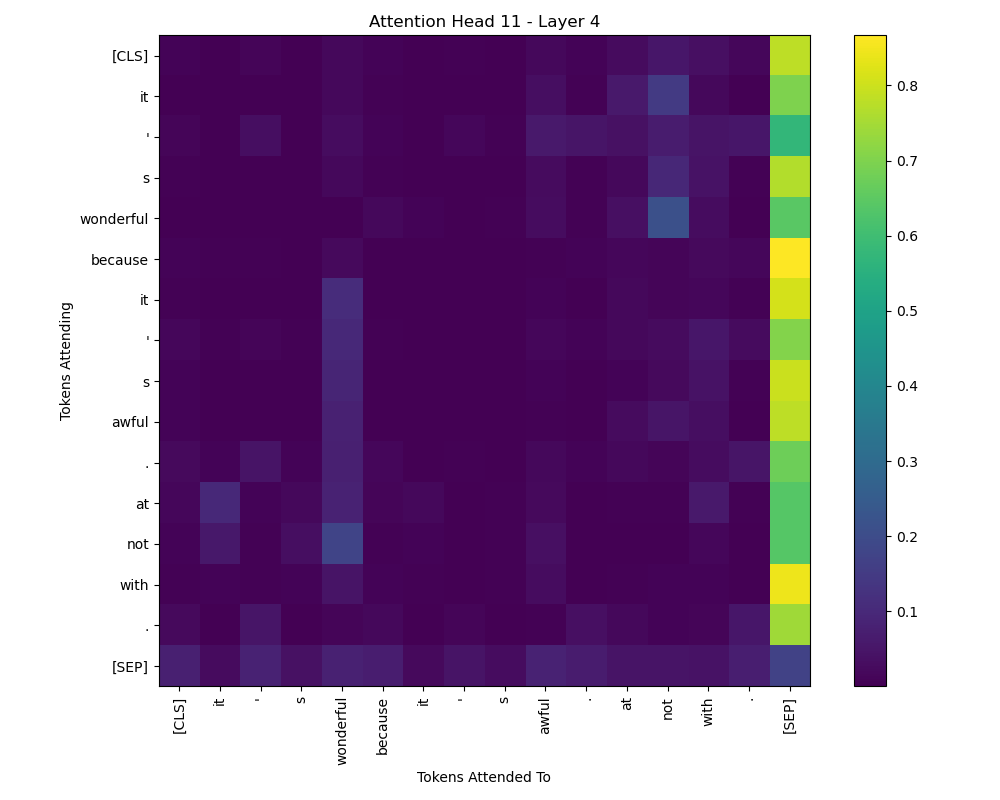 Attention Head 11 - Layer 4
Tokens Attending
[CLS]
it
'
s
wonderful
because
it
'
s
awful
.
at
not
with
.
[SEP]
[CLS]
it
'
s
wonderful
because
it
'
s
awful
.
at
not
with
.
[SEP]
Tokens Attended To
0.8
0.7
0.6
0.5
0.4
0.3
0.2
0.1